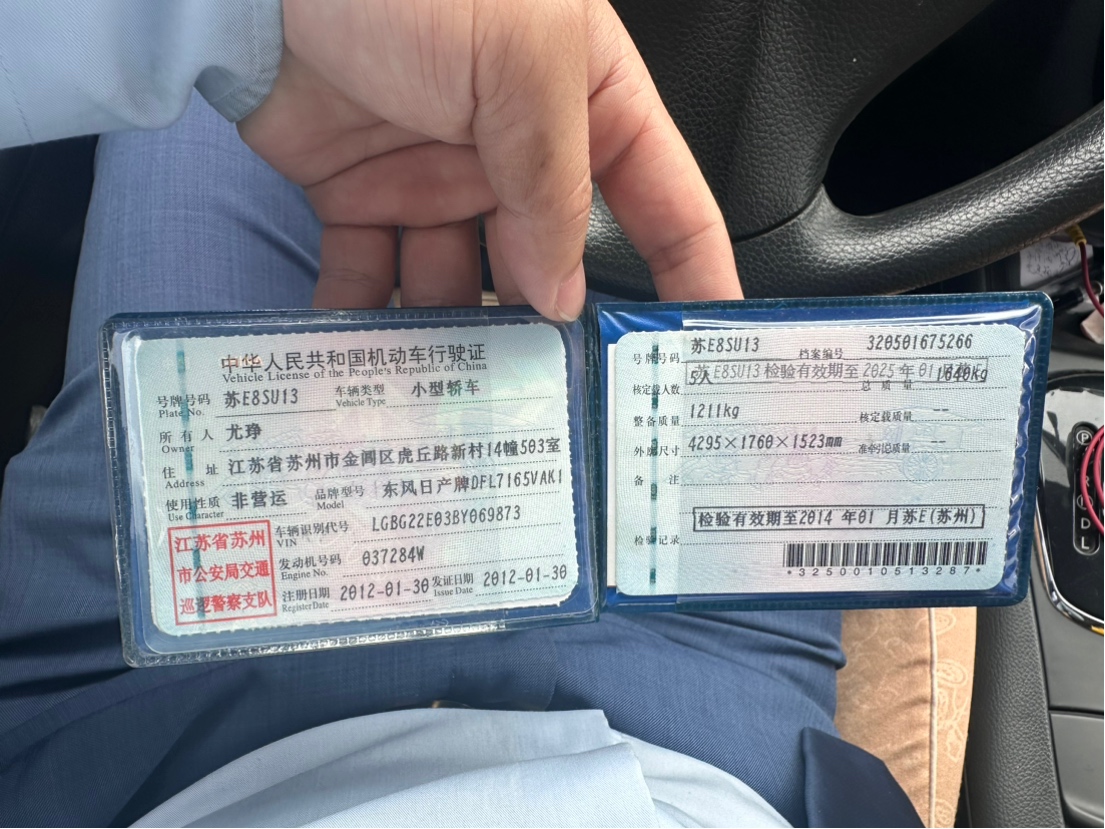 中华人民共和国机动车行驶证
Vehicle License of the People's Republic of China
号牌号码 苏E8SU13 车辆类型 小型轿车
Plate No. Vehicle Type
所有人 尤琤
Owner
住址 江苏省苏州市金阊区虎丘路新村14幢503室
Address
使用性质 非营运 品牌型号 东风日产牌DFL7165VAK1
Use Character Model
江苏省苏州
市公安局交通
巡逻警察支队
车辆识别代号 LGBG22E03BY069873
VIN
发动机号码 037284W
Engine No.
注册日期 2012-01-30 发证日期 2012-01-30
Register Date Issue Date
号牌号码 苏E8SU13 档案编号 320501675266
苏E8SU13 检验有效期至 2025 年 01
核定载人数 5人 总质量 1640kg
整备质量 1211kg 核定载质量 --
外廓尺寸 4295×1760×1523mm 准牵引总质量 --
备注
检验有效期至2014 年01 月苏E(苏州)
检验记录
*3250010513287*
P
D
L